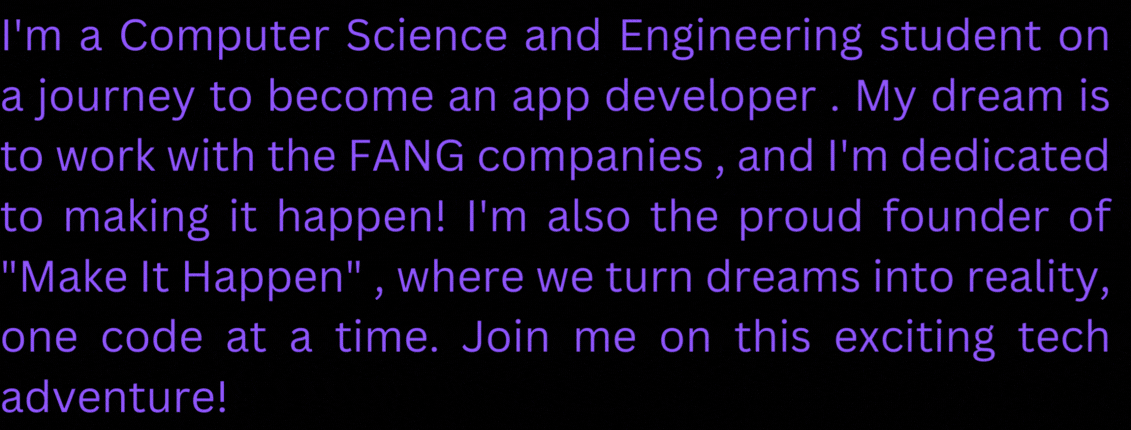 I'm a Computer Science and Engineering student on
a journey to become an app developer . My dream is
to work with the FANG companies , and I'm dedicated
to making it happen! I'm also the proud founder of
"Make It Happen" , where we turn dreams into reality,
one code at a time. Join me on this exciting tech
adventure!